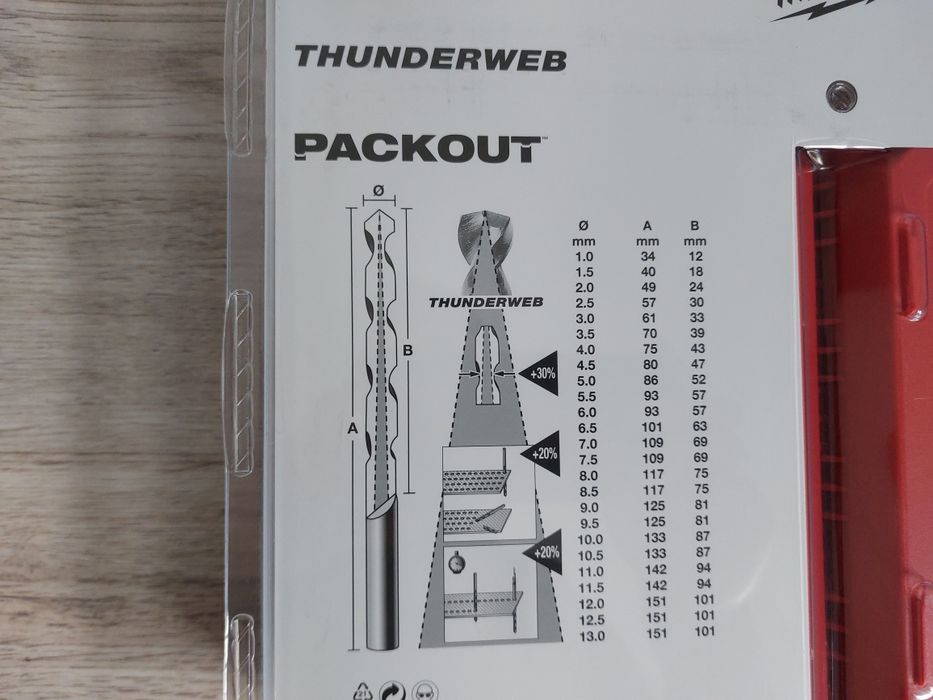 THUNDERWEB
PACKOUT™
Ø
B
A
THUNDERWEB
+30%
+20%
+20%
Ø A B
mm mm mm
1.0 34 12
1.5 40 18
2.0 49 24
2.5 57 30
3.0 61 33
3.5 70 39
4.0 75 43
4.5 80 47
5.0 86 52
5.5 93 57
6.0 93 57
6.5 101 63
7.0 109 69
7.5 109 69
8.0 117 75
8.5 117 75
9.0 125 81
9.5 125 81
10.0 133 87
10.5 133 87
11.0 142 94
11.5 142 94
12.0 151 101
12.5 151 101
13.0 151 101